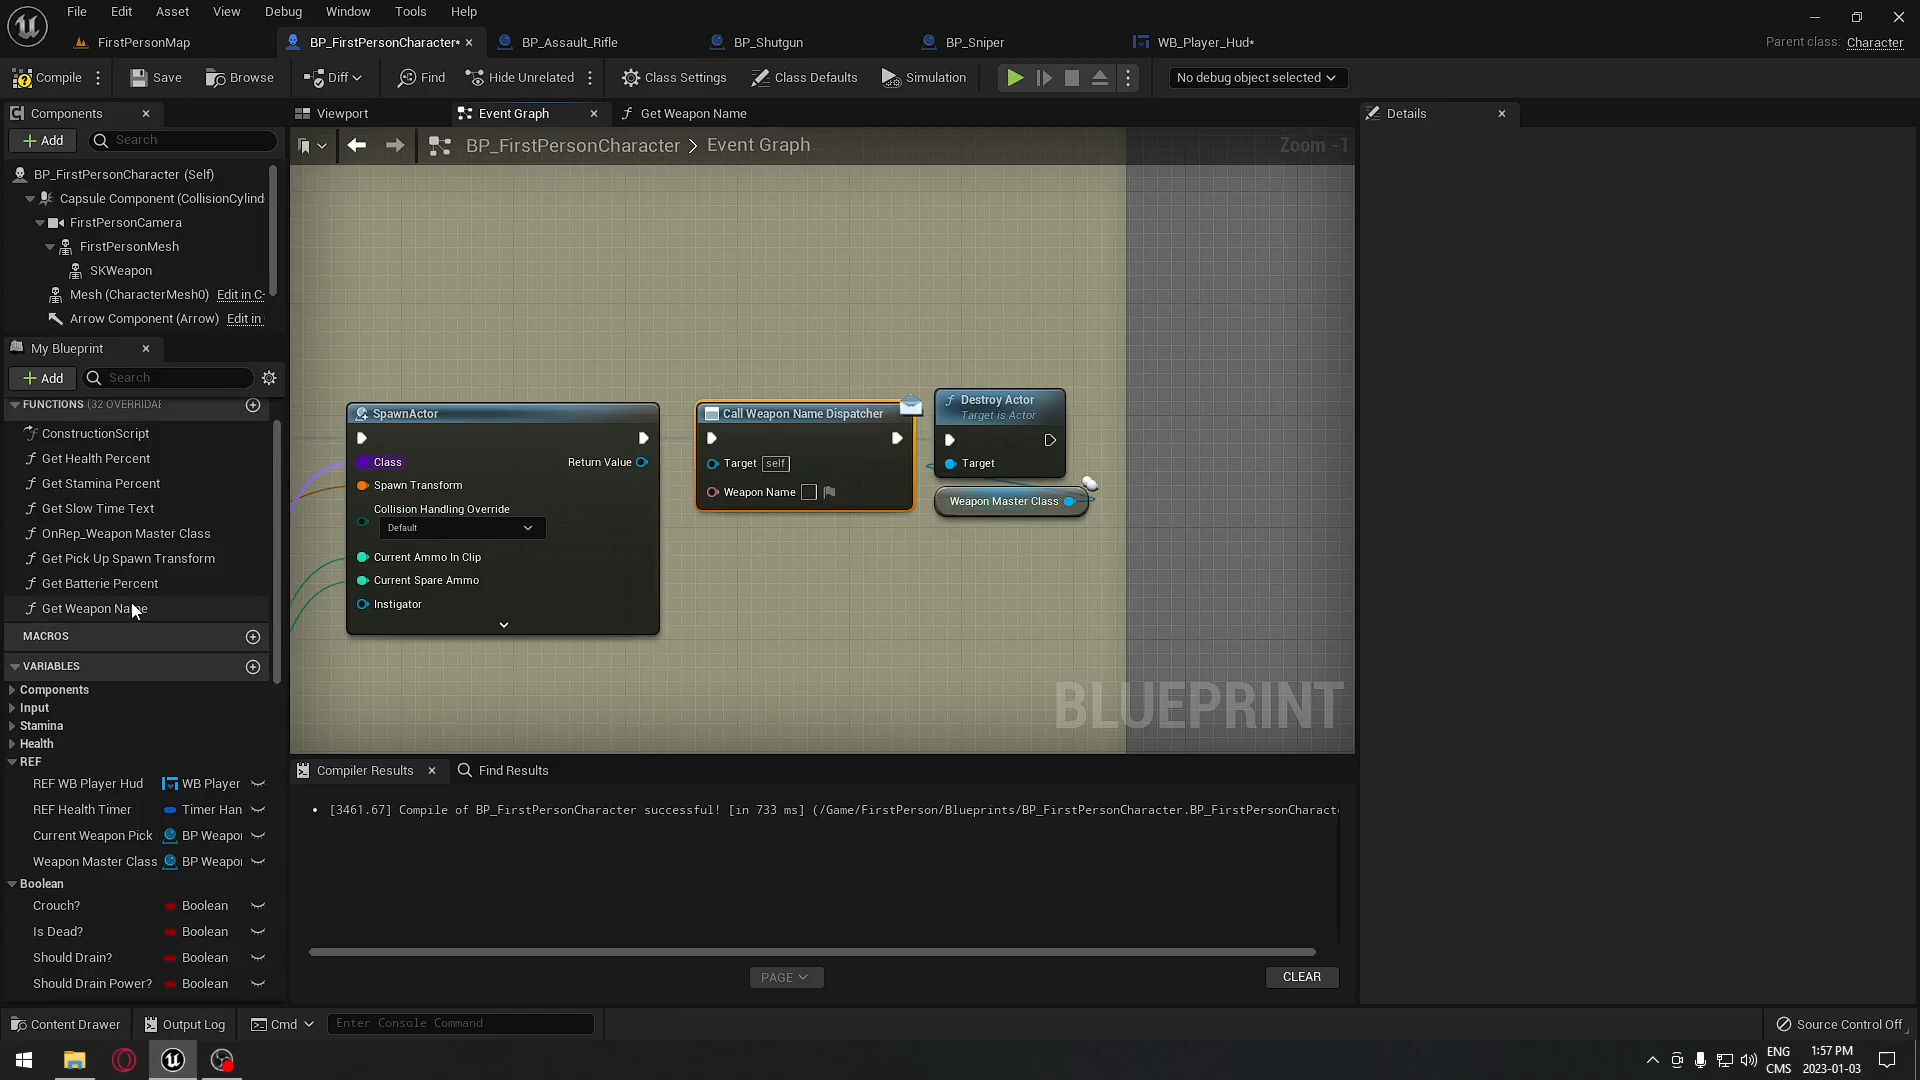 File Edit Asset View Debug Window Tools Help
FirstPersonMap BP_FirstPersonCharacter* BP_Assault_Rifle BP_Shutgun BP_Sniper WB_Player_Hud* Parent class: Character
Compile Save Browse Diff Find Hide Unrelated Class Settings Class Defaults Simulation No debug object selected
Components Viewport Event Graph Get Weapon Name Details
Add Search
BP_FirstPersonCharacter > Event Graph Zoom -1
BP_FirstPersonCharacter (Self)
Capsule Component (CollisionCylind
FirstPersonCamera
FirstPersonMesh
SKWeapon
Mesh (CharacterMesh0) Edit in C-
Arrow Component (Arrow) Edit in
My Blueprint
Add Search
FUNCTIONS (32 OVERRIDAE
ConstructionScript
Get Health Percent
Get Stamina Percent
Get Slow Time Text
OnRep_Weapon Master Class
Get Pick Up Spawn Transform
Get Batterie Percent
Get Weapon Name
MACROS
VARIABLES
Components
Input
Stamina
Health
REF
REF WB Player Hud WB Player
REF Health Timer Timer Han
Current Weapon Pick BP Weapon
Weapon Master Class BP Weapon
Boolean
Crouch? Boolean
Is Dead? Boolean
Should Drain? Boolean
Should Drain Power? Boolean
SpawnActor
Class Return Value
Spawn Transform
Collision Handling Override
Default
Current Ammo In Clip
Current Spare Ammo
Instigator
Call Weapon Name Dispatcher
Target self
Weapon Name
Destroy Actor
Target is Actor
Target
Weapon Master Class
BLUEPRINT
Compiler Results Find Results
[3461.67] Compile of BP_FirstPersonCharacter successful! [in 733 ms] (/Game/FirstPerson/Blueprints/BP_FirstPersonCharacter.BP_FirstPersonCharact
PAGE CLEAR
Content Drawer Output Log Cmd Enter Console Command Source Control Off
ENG 1:57 PM
CMS 2023-01-03